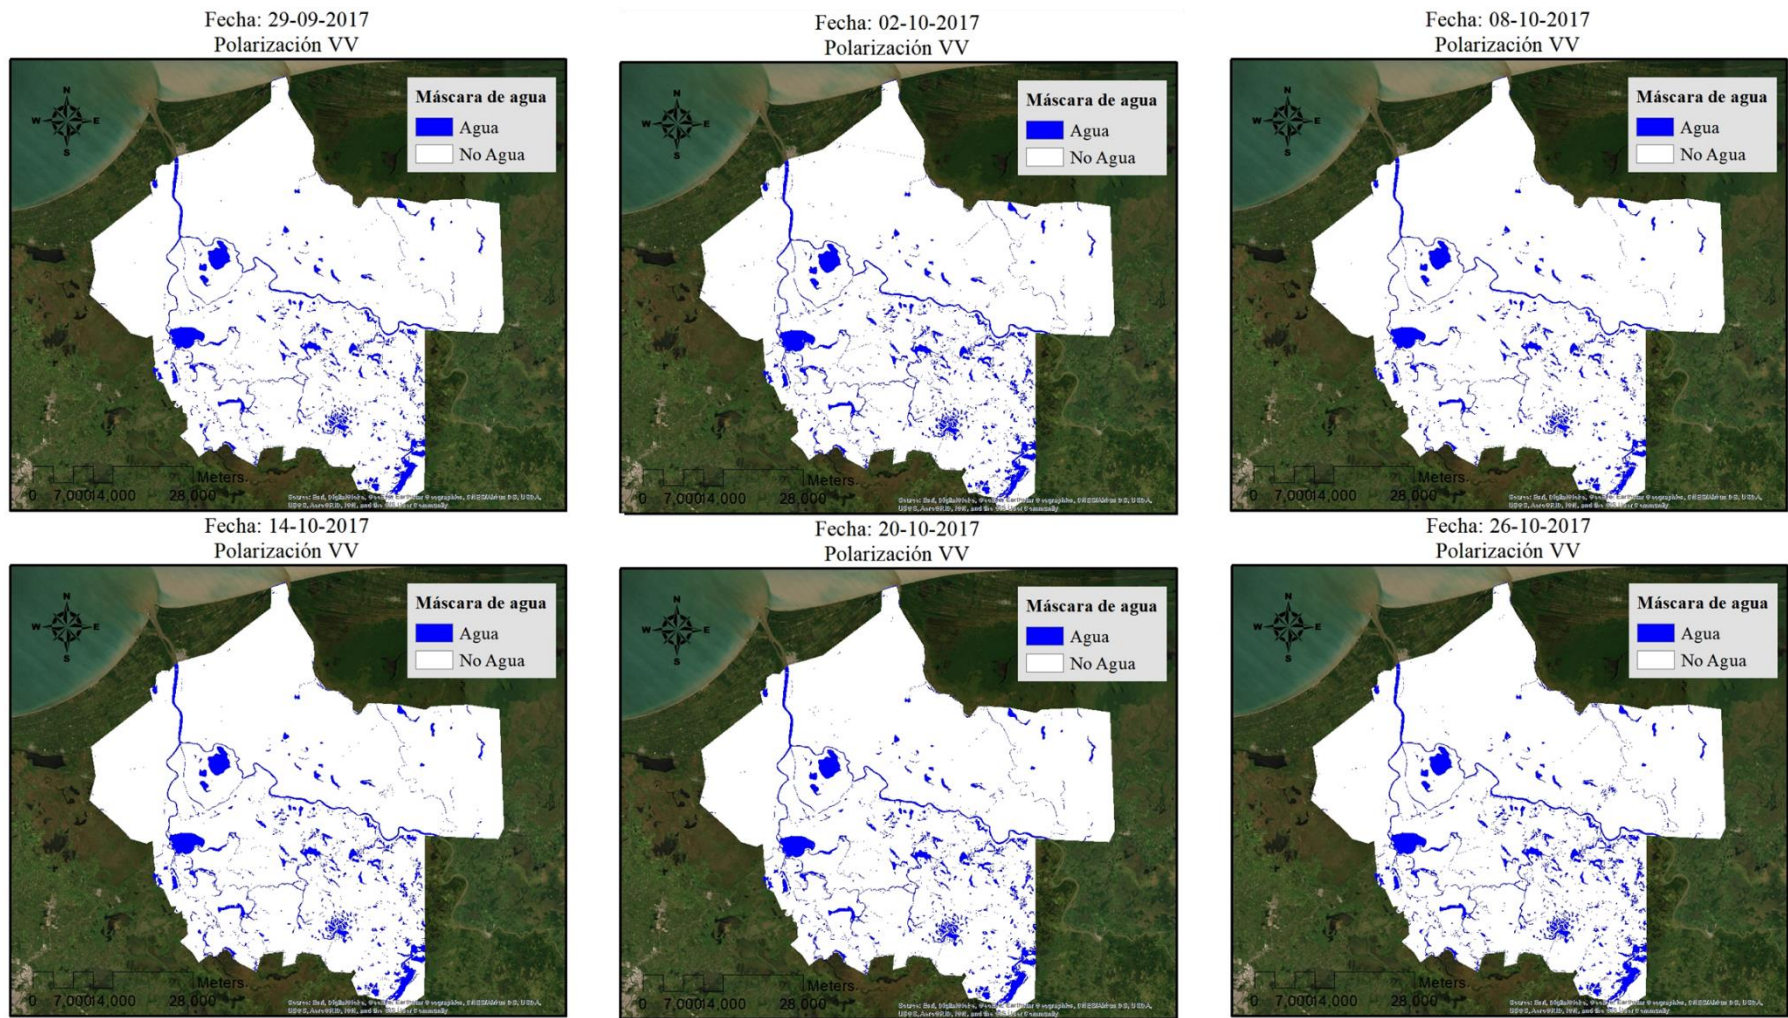 Fecha: 29-09-2017
Polarización VV
N
W
E
S
Máscara de agua
Agua
No Agua
Meters
0 7,00014,000 28,000
Fecha: 02-10-2017
Polarización VV
N
W
E
S
Máscara de agua
Agua
No Agua
Meters
0 7,00014,000 28,000
Fecha: 08-10-2017
Polarización VV
N
W
E
S
Máscara de agua
Agua
No Agua
Meters
0 7,00014,000 28,000
Fecha: 14-10-2017
Polarización VV
N
W
E
S
Máscara de agua
Agua
No Agua
Meters
0 7,00014,000 28,000
Fecha: 20-10-2017
Polarización VV
N
W
E
S
Máscara de agua
Agua
No Agua
Meters
0 7,00014,000 28,000
Fecha: 26-10-2017
Polarización VV
N
W
E
S
Máscara de agua
Agua
No Agua
Meters
0 7,00014,000 28,000